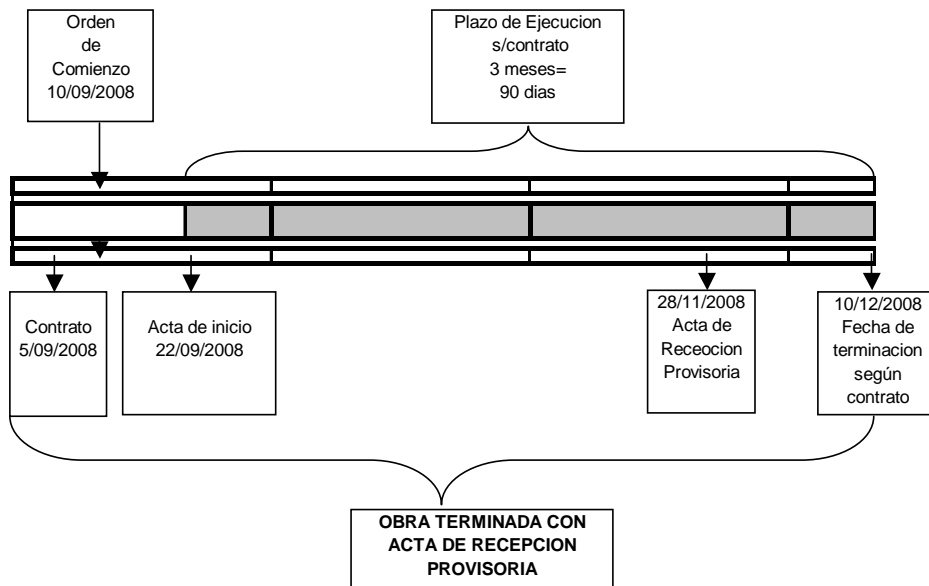 Orden
de
Comienzo
10/09/2008
Plazo de Ejecucion
s/contrato
3 meses=
90 dias
Contrato
5/09/2008
Acta de inicio
22/09/2008
28/11/2008
Acta de
Receocion
Provisoria
10/12/2008
Fecha de
terminacion
según
contrato
OBRA TERMINADA CON
ACTA DE RECEPCION
PROVISORIA